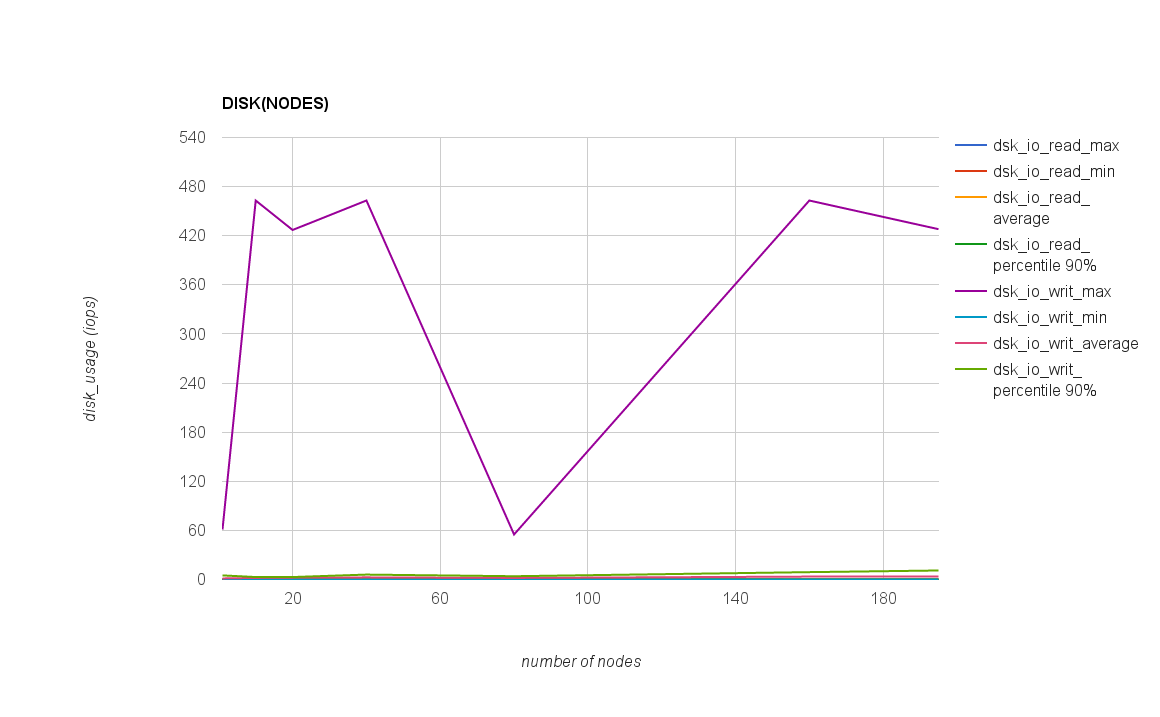 DISK(NODES)
540
480
420
360
300
240
180
120
60
0
disk_usage (iops)
20
60
100
140
180
number of nodes
dsk_io_read_max
dsk_io_read_min
dsk_io_read_
average
dsk_io_read_
percentile 90%
dsk_io_writ_max
dsk_io_writ_min
dsk_io_writ_average
dsk_io_writ_
percentile 90%